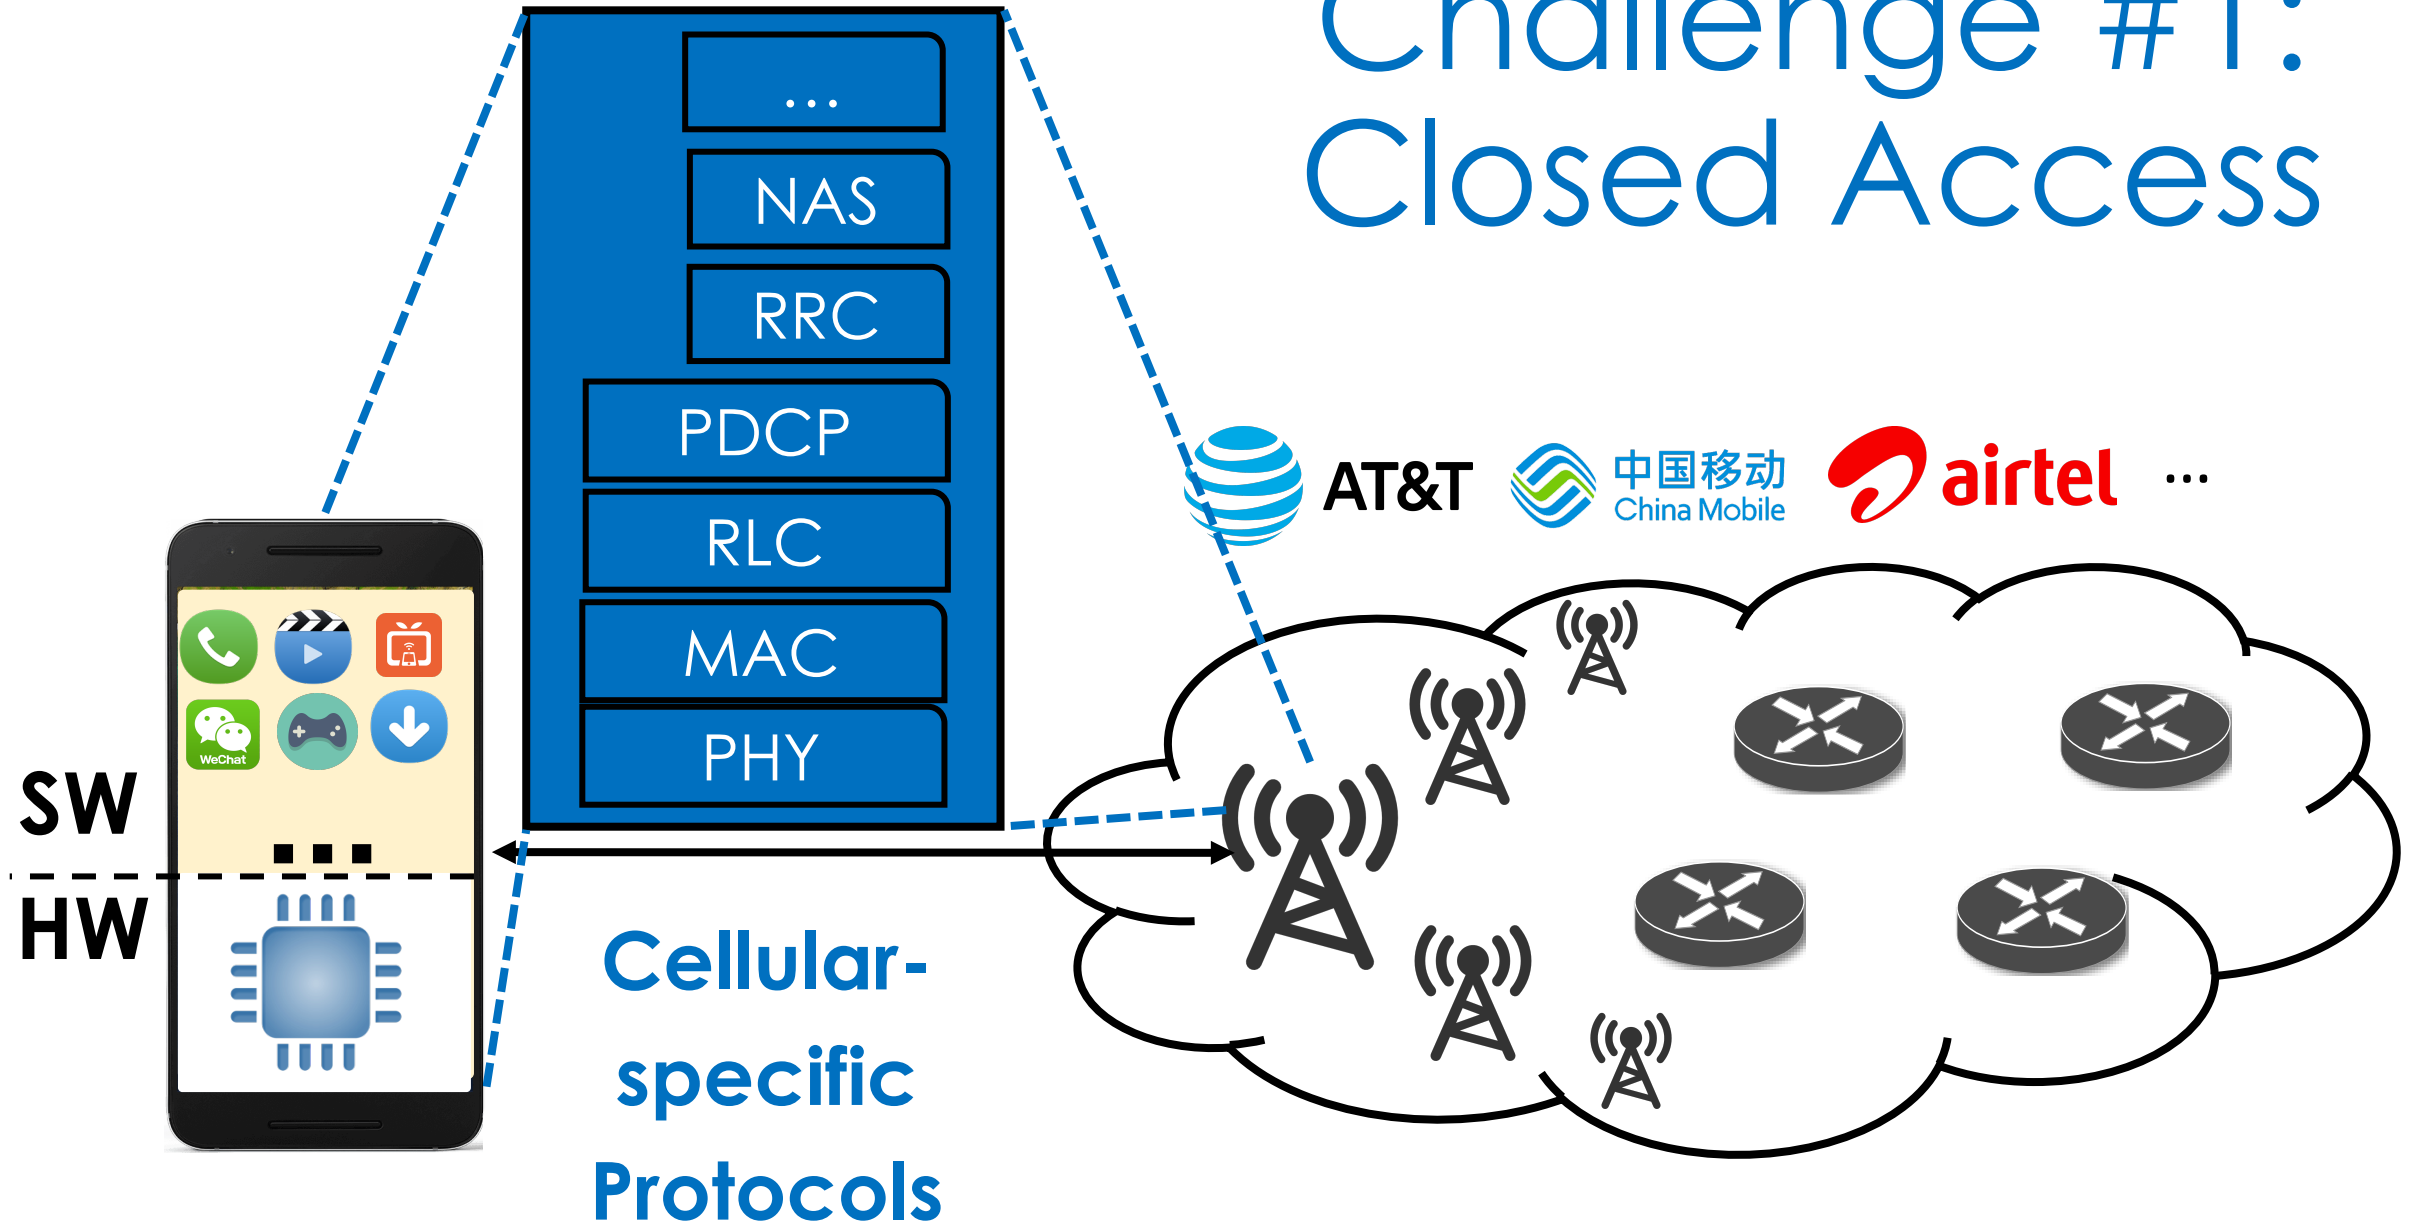 Challenge #1:
Closed Access
...
NAS
RRC
PDCP
RLC
MAC
PHY
AT&T
中国移动
China Mobile
airtel
...
WeChat
SW
HW
Cellular-
specific
Protocols